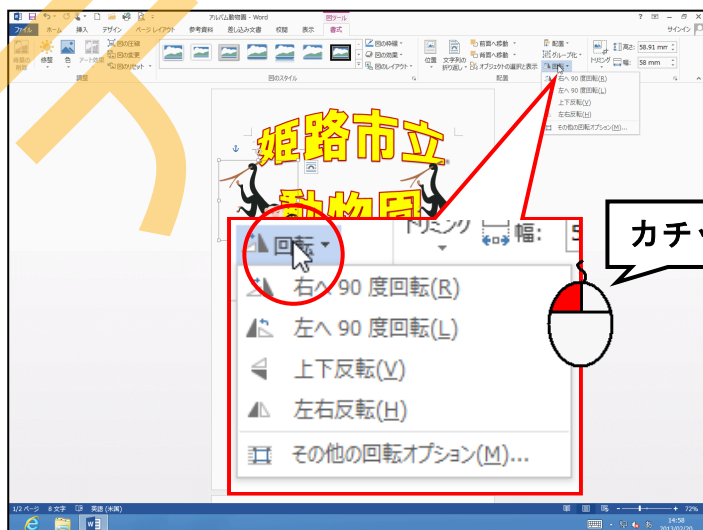 アルバム動物園 - Word
図ツール
ファイル ホーム 挿入 デザイン ページ レイアウト 参考資料 差し込み文書 校閲 表示 書式
サインイン
背景の削除 修整 色 アート効果
図の圧縮
図の変更
図のリセット
図の枠線
図の効果
図のレイアウト
位置 文字列の折り返し
前面へ移動
背面へ移動
オブジェクトの選択と表示
配置
グループ化
回転
トリミング
高さ: 58.91 mm
幅: 58 mm
調整
図のスタイル
配置
右へ 90 度回転(R)
左へ 90 度回転(L)
上下反転(V)
左右反転(H)
その他の回転オプション(M)...
姫路市立
動物園
カチッ
回転
トリミング
幅: 5
右へ 90 度回転(R)
左へ 90 度回転(L)
上下反転(V)
左右反転(H)
その他の回転オプション(M)...
1/2 ページ 8 文字 英語 (米国)
72%
14:58
2013/02/20